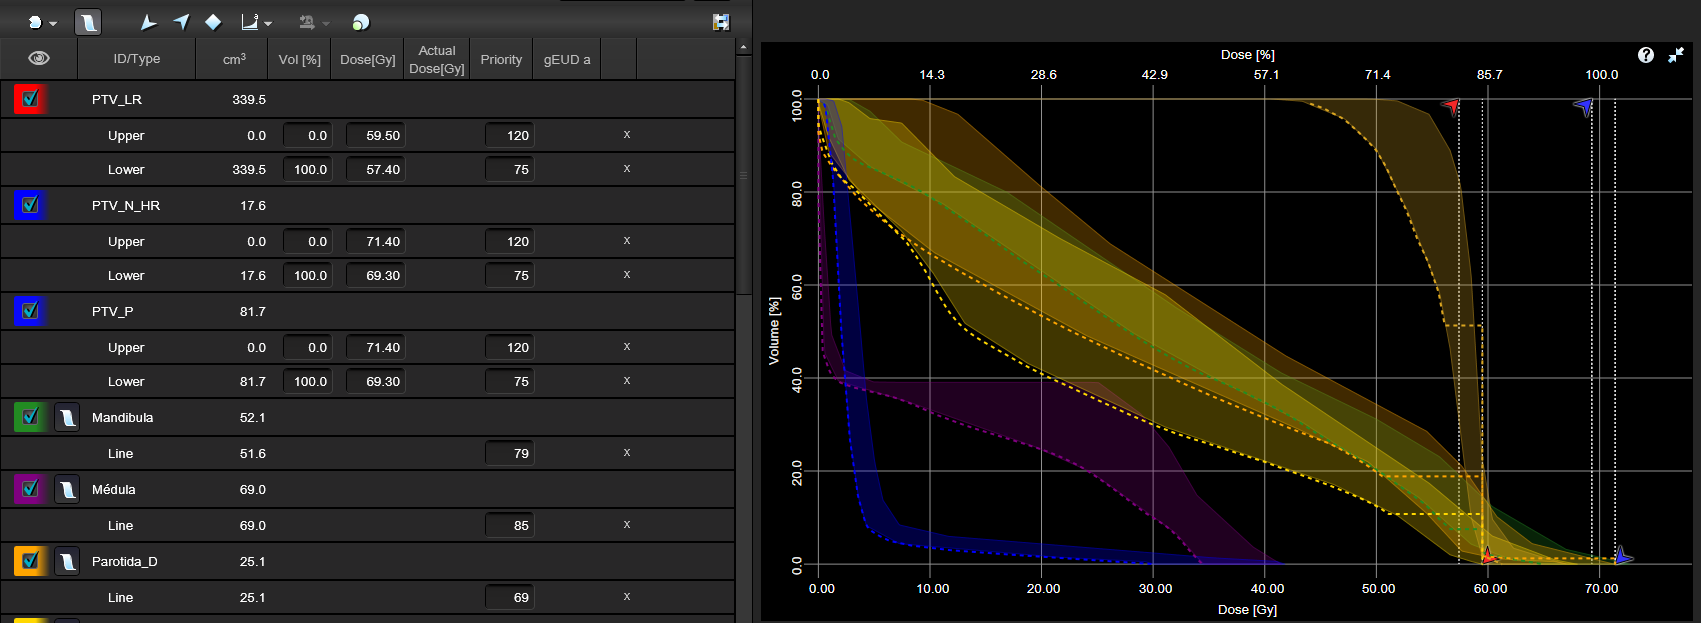 ID/Type cm3 Vol [%] Dose[Gy] Actual Dose[Gy] Priority gEUD a
PTV_LR 339.5
Upper 0.0 0.0 59.50 120 x
Lower 339.5 100.0 57.40 75 x
PTV_N_HR 17.6
Upper 0.0 0.0 71.40 120 x
Lower 17.6 100.0 69.30 75 x
PTV_P 81.7
Upper 0.0 0.0 71.40 120 x
Lower 81.7 100.0 69.30 75 x
Mandibula 52.1
Line 51.6 79 x
Médula 69.0
Line 69.0 85 x
Parotida_D 25.1
Line 25.1 69 x
Dose [%]
0.0 14.3 28.6 42.9 57.1 71.4 85.7 100.0
100.0
80.0
60.0
40.0
20.0
0.0
Volume [%]
0.00 10.00 20.00 30.00 40.00 50.00 60.00 70.00
Dose [Gy]